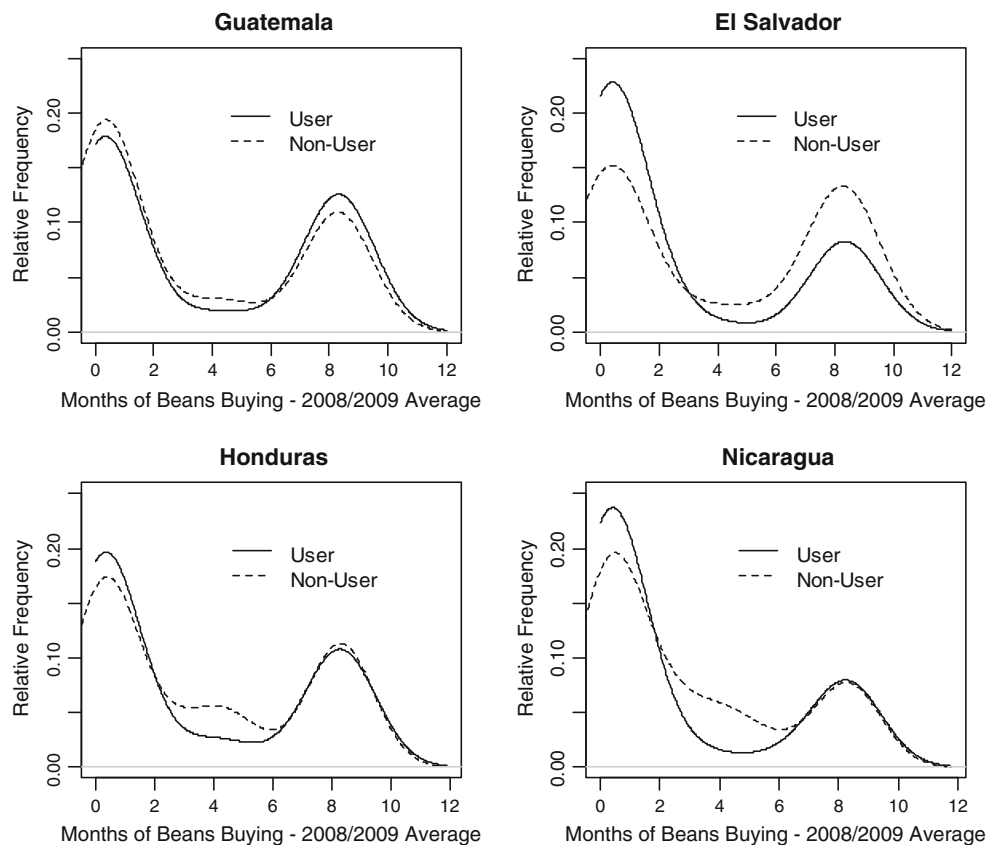 Guatemala
Relative Frequency
0.00 0.10 0.20
User
Non-User
0 2 4 6 8 10 12
Months of Beans Buying - 2008/2009 Average
El Salvador
Relative Frequency
0.00 0.10 0.20
User
Non-User
0 2 4 6 8 10 12
Months of Beans Buying - 2008/2009 Average
Honduras
Relative Frequency
0.00 0.10 0.20
User
Non-User
0 2 4 6 8 10 12
Months of Beans Buying - 2008/2009 Average
Nicaragua
Relative Frequency
0.00 0.10 0.20
User
Non-User
0 2 4 6 8 10 12
Months of Beans Buying - 2008/2009 Average